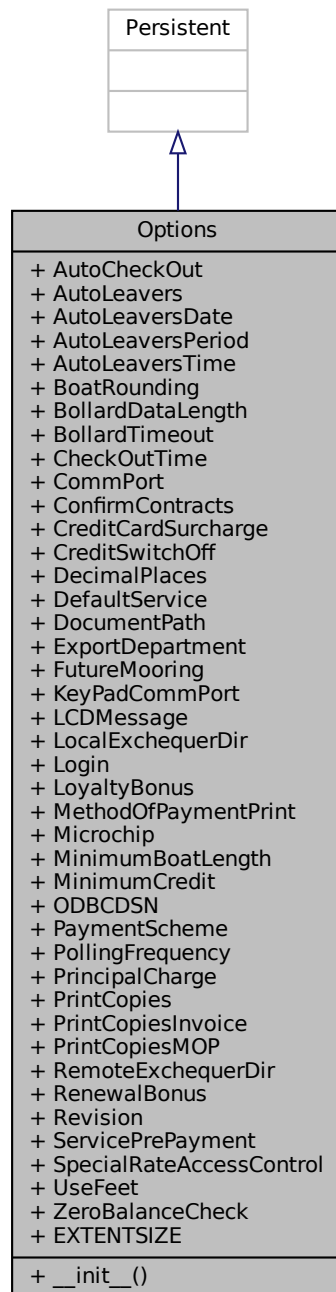 Persistent
Options
+ AutoCheckOut
+ AutoLeavers
+ AutoLeaversDate
+ AutoLeaversPeriod
+ AutoLeaversTime
+ BoatRounding
+ BollardDataLength
+ BollardTimeout
+ CheckOutTime
+ CommPort
+ ConfirmContracts
+ CreditCardSurcharge
+ CreditSwitchOff
+ DecimalPlaces
+ DefaultService
+ DocumentPath
+ ExportDepartment
+ FutureMooring
+ KeyPadCommPort
+ LCDMessage
+ LocalExchequerDir
+ Login
+ LoyaltyBonus
+ MethodOfPaymentPrint
+ Microchip
+ MinimumBoatLength
+ MinimumCredit
+ ODBCDSN
+ PaymentScheme
+ PollingFrequency
+ PrincipalCharge
+ PrintCopies
+ PrintCopiesInvoice
+ PrintCopiesMOP
+ RemoteExchequerDir
+ RenewalBonus
+ Revision
+ ServicePrePayment
+ SpecialRateAccessControl
+ UseFeet
+ ZeroBalanceCheck
+ EXTENTSIZE
+ __init__()